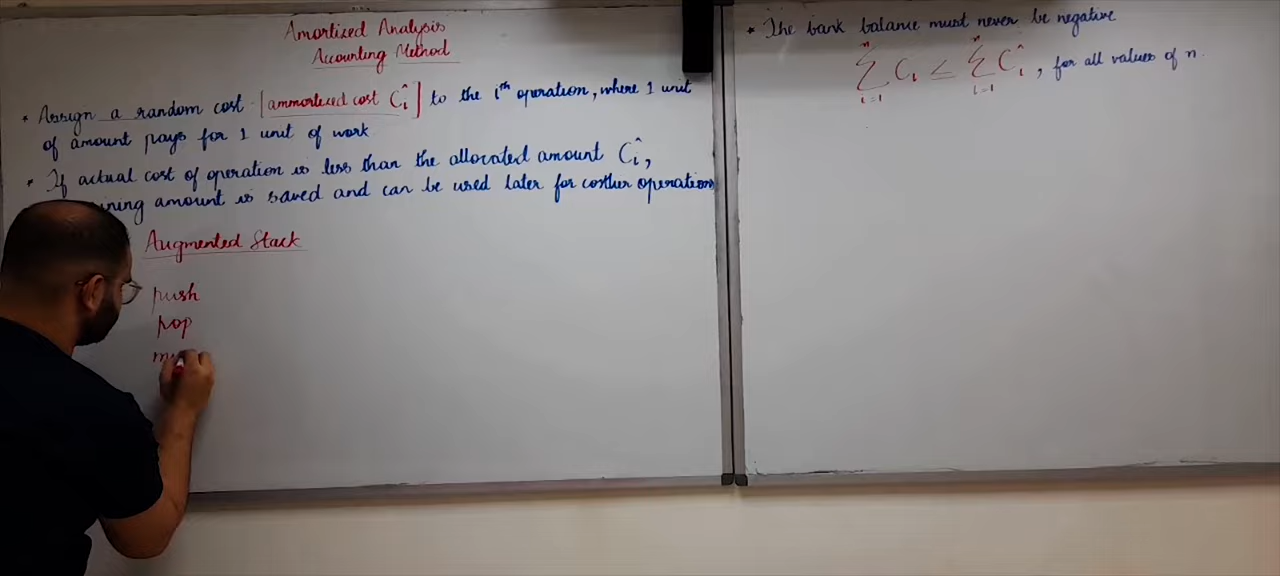 Amortized Analysis
Accounting Method
* Assign a random cost [ammortized cost Ĉi] to the ith operation, where 1 unit
of amount pays for 1 unit of work
* If actual cost of operation is less than the allocated amount Ĉi,
amount is saved and can be used later for costlier operations
Augmented Stack
push
pop
* The bank balance must never be negative
n∑i=1 Ci ≤ n∑i=1 Ĉi, for all values of n.